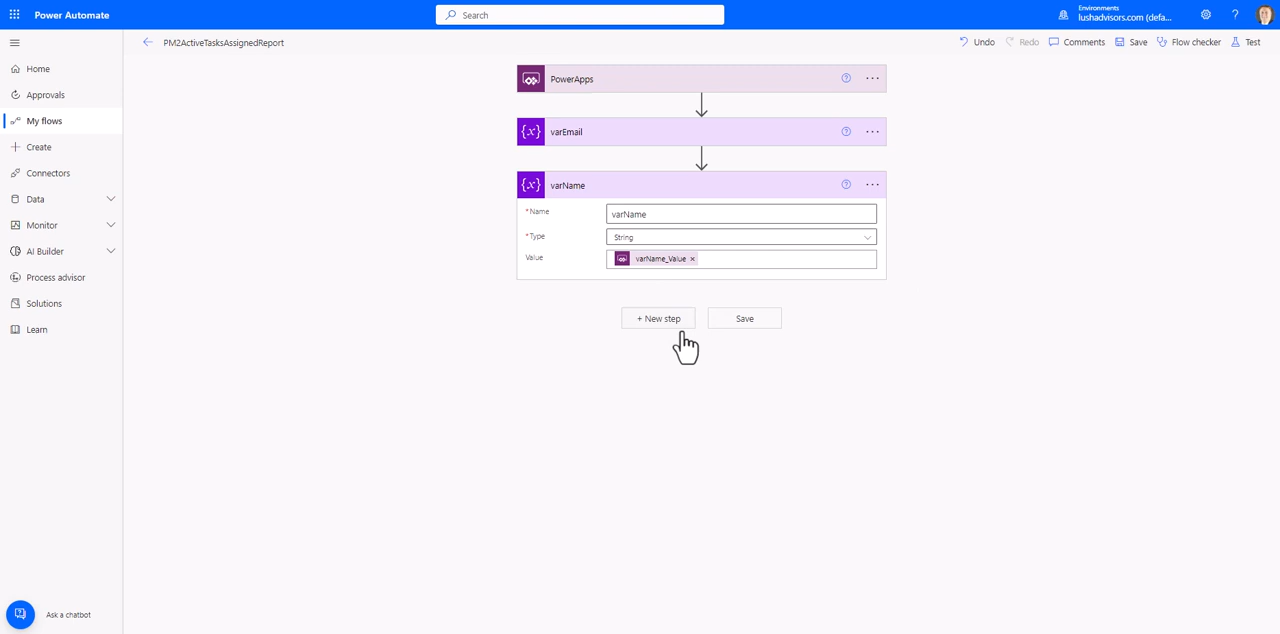 Power Automate
Search
Environments
lushadvisors.com (defa...
PM2ActiveTasksAssignedReport
Undo
Redo
Comments
Save
Flow checker
Test
Home
Approvals
My flows
Create
Connectors
Data
Monitor
AI Builder
Process advisor
Solutions
Learn
Ask a chatbot
PowerApps
{x} varEmail
{x} varName
* Name
varName
* Type
String
Value
varName_Value ×
+ New step
Save